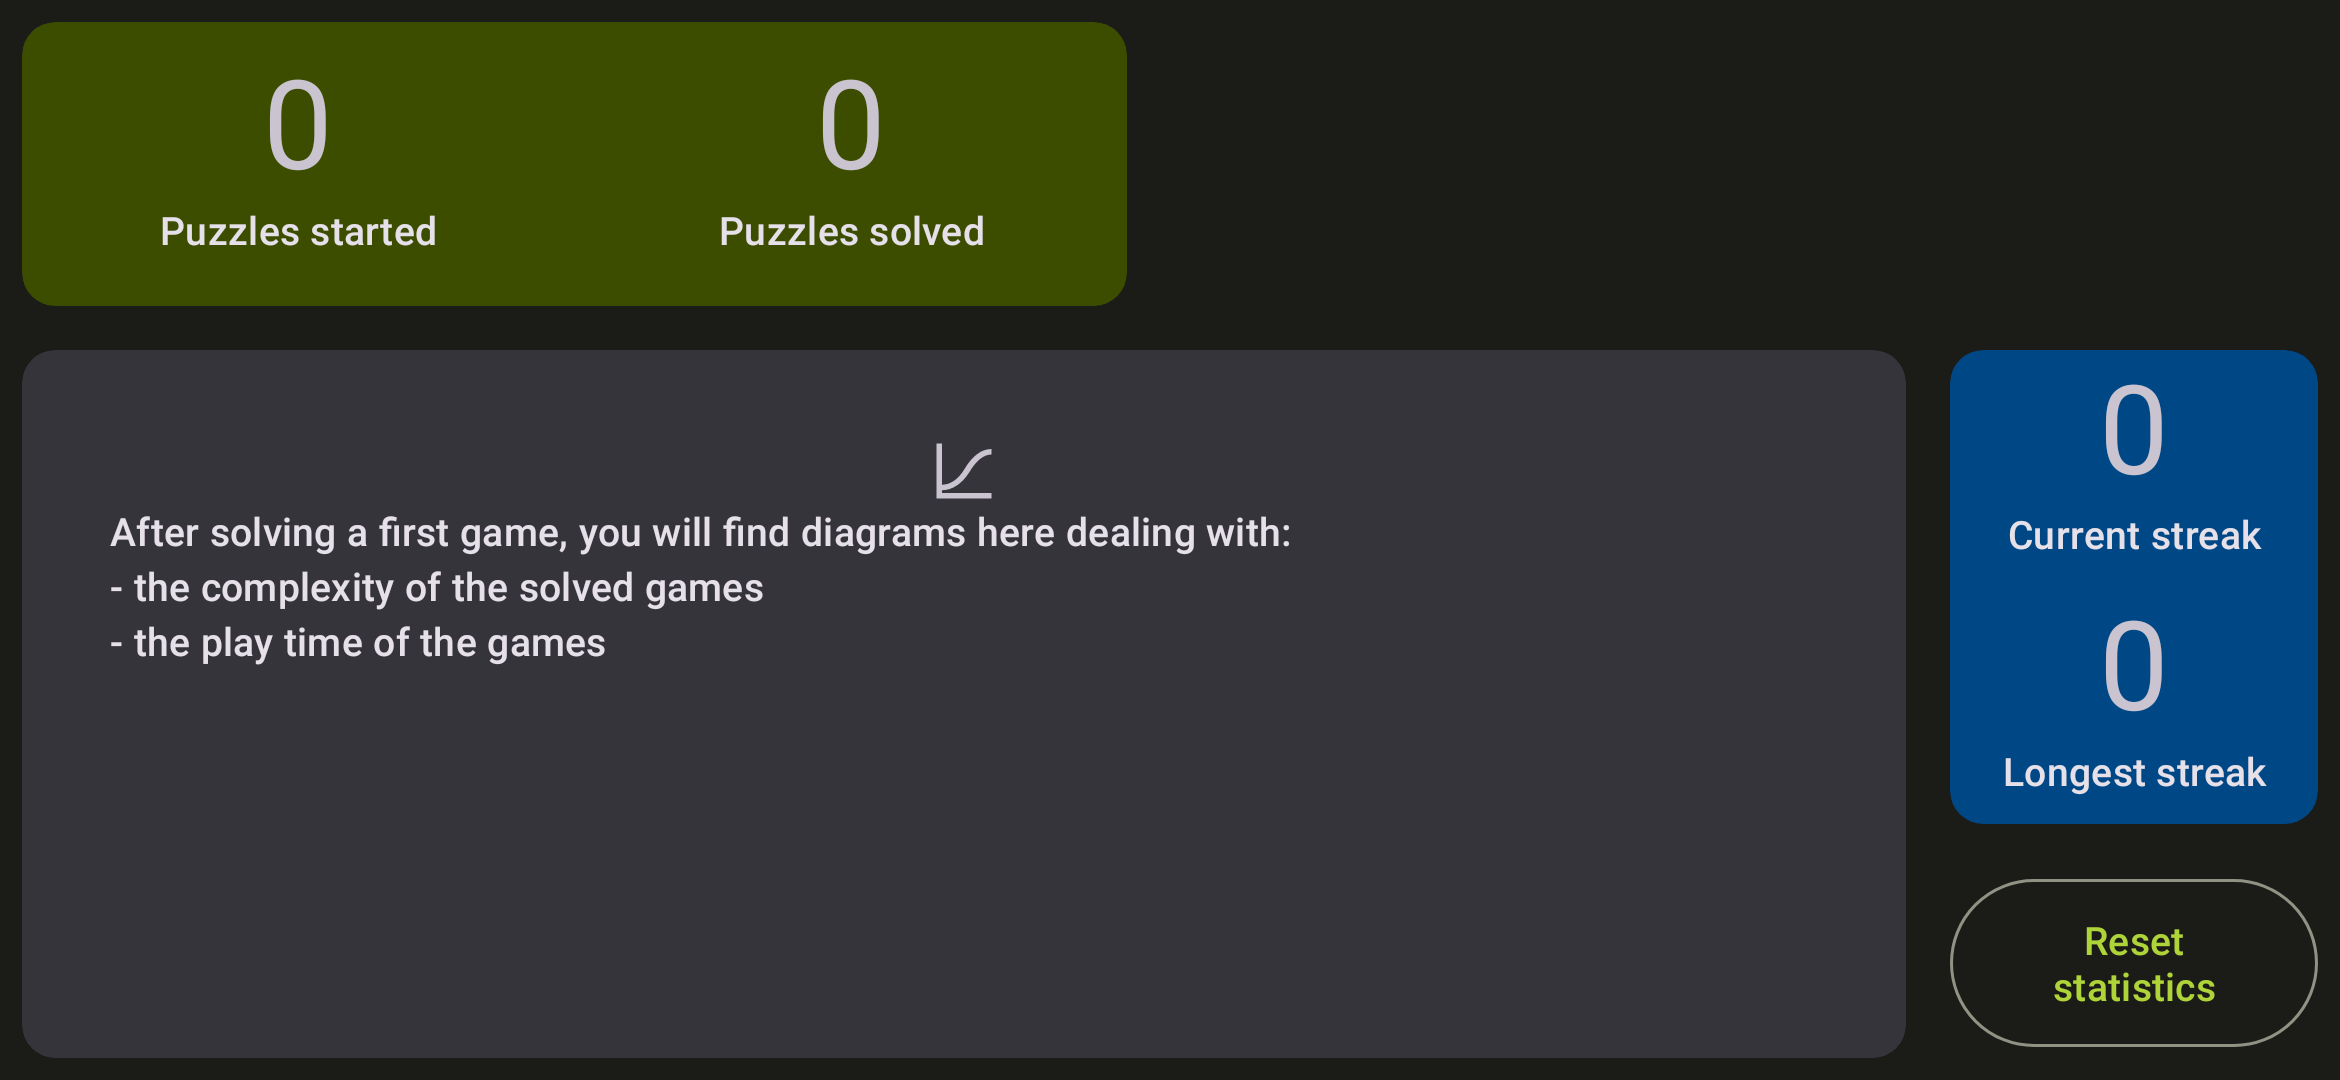 0
Puzzles started
0
Puzzles solved
After solving a first game, you will find diagrams here dealing with:
- the complexity of the solved games
- the play time of the games
0
Current streak
0
Longest streak
Reset
statistics